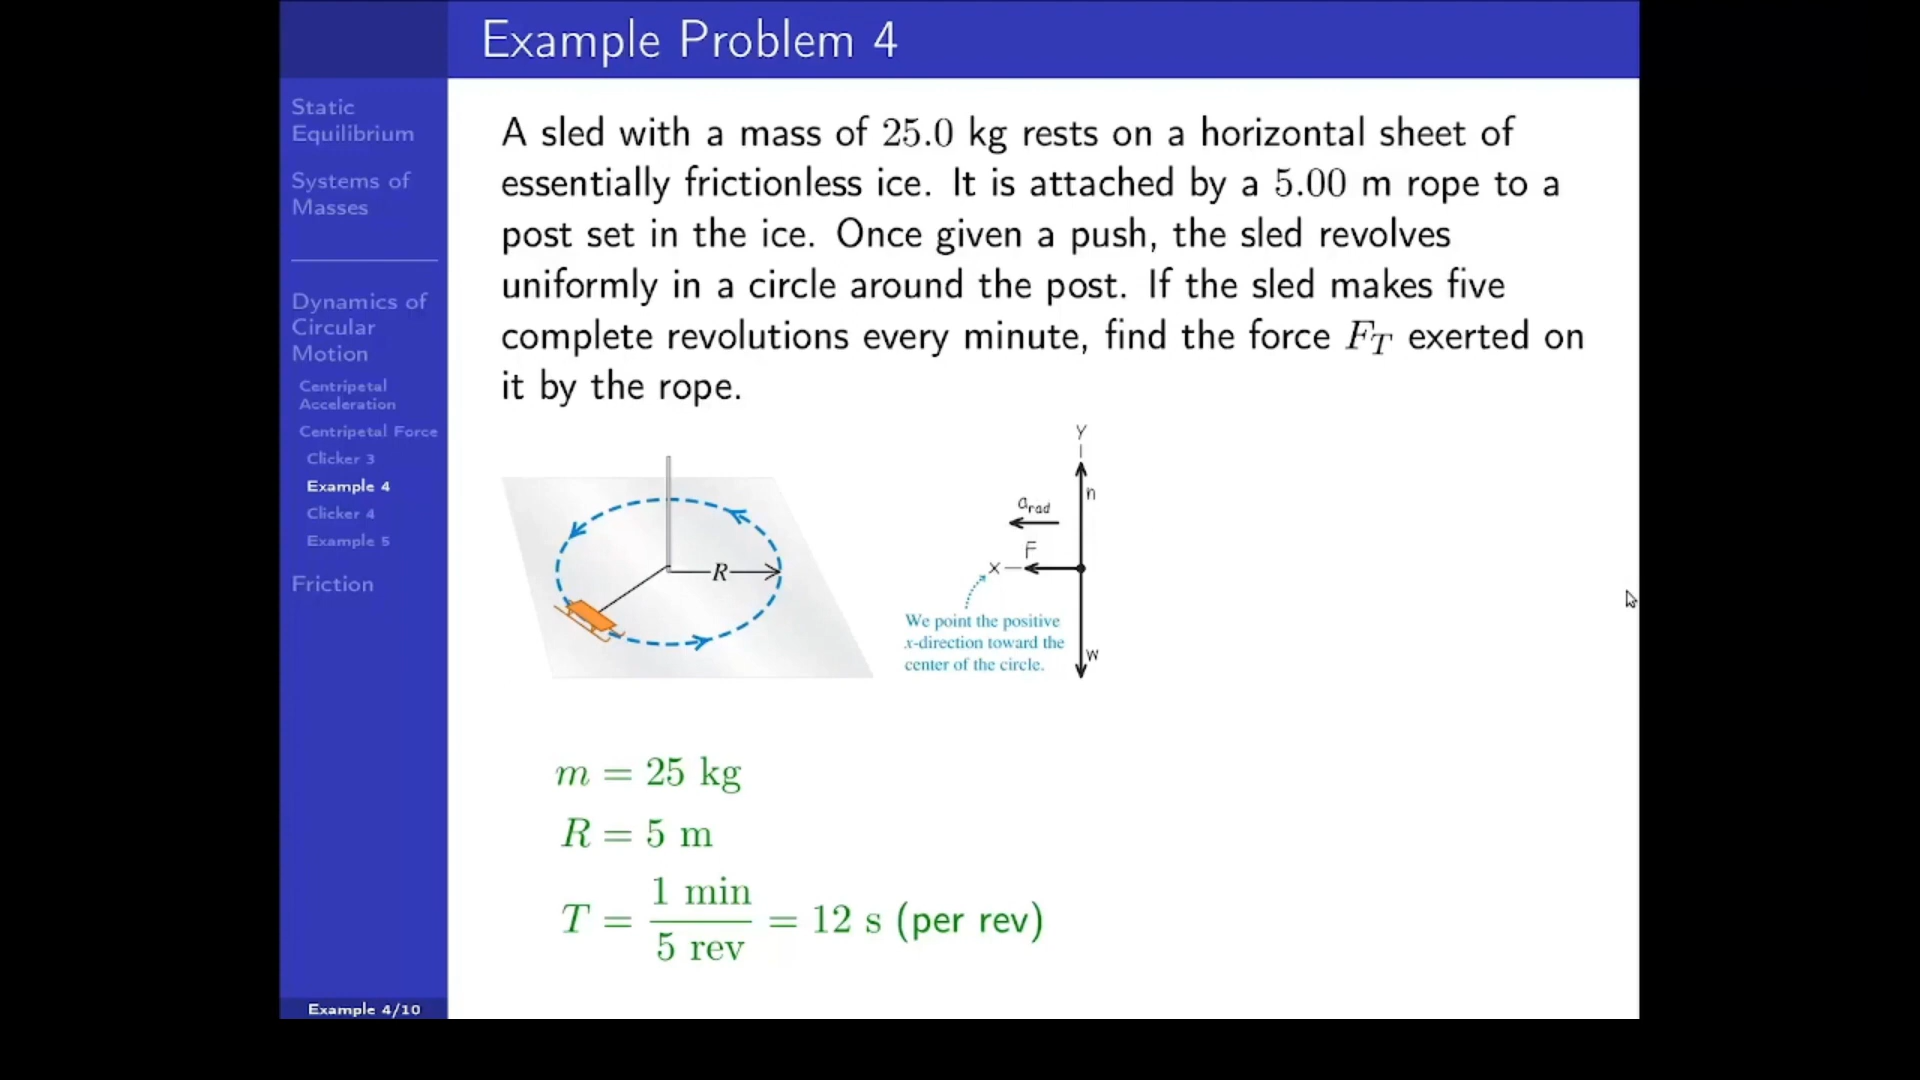 Example Problem 4
Static
Equilibrium
Systems of
Masses
Dynamics of
Circular
Motion
Centripetal
Acceleration
Centripetal Force
Clicker 3
Example 4
Clicker 4
Example 5
Friction
Example 4/10
A sled with a mass of 25.0 kg rests on a horizontal sheet of
essentially frictionless ice. It is attached by a 5.00 m rope to a
post set in the ice. Once given a push, the sled revolves
uniformly in a circle around the post. If the sled makes five
complete revolutions every minute, find the force F_T exerted on
it by the rope.
R
y
n
a_rad
F
x
We point the positive
x-direction toward the
center of the circle.
w
m = 25 kg
R = 5 m
T = 1 min / 5 rev = 12 s (per rev)